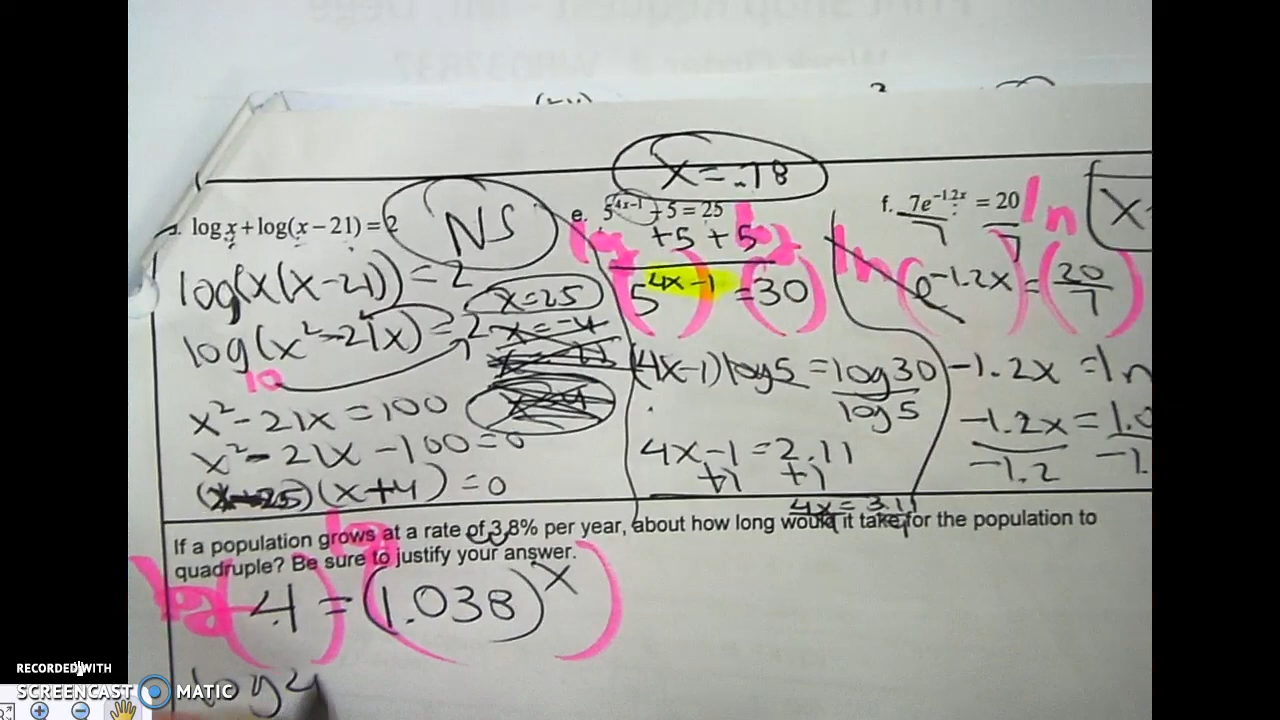 x = .78
d. log x + log(x − 21) = 2
NS
log(x(x-21)) = 2
x=25
log(x²-21x) = 2
x=-4
10
x²-21x=100
x²-21x-100=0
(x-25)(x+4)=0
e. 5^(4x−1) − 5 = 25
+5 +5
log log
(5^(4x-1)) = (30)
(4x-1)log5 = log30
log5
4x-1=2.11
+1 +1
4x=3.11
4
f. 7e^(−1.2x) = 20
7 7
x
ln ln
(e^(-1.2x)) = (20/7)
-1.2x = ln
-1.2x = 1.0
-1.2 -1.
If a population grows at a rate of 3.8% per year, about how long would it take for the population to
quadruple? Be sure to justify your answer.
log log
(4) = ((1.038)^x)
log4
RECORDED WITH
SCREENCAST MATIC